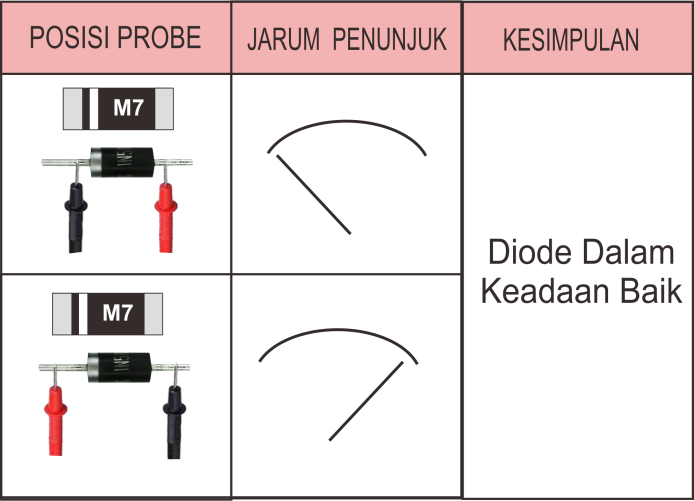 POSISI PROBE
JARUM PENUNJUK
KESIMPULAN
M7
M7
Diode Dalam
Keadaan Baik